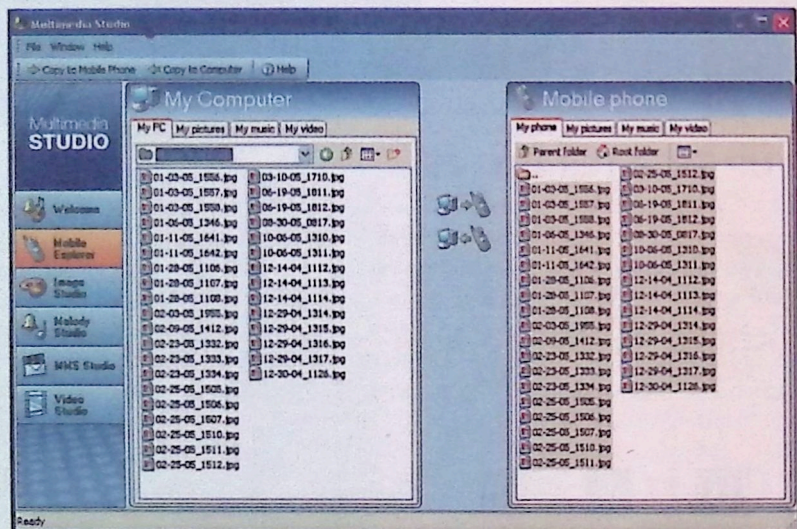 Multimedia Studio
File Window Help
Copy to Mobile Phone Copy to Computer Help
Multimedia
STUDIO
Welcome
Mobile
Explorer
Image
Studio
Melody
Studio
MMS Studio
Video
Studio
My Computer
My PC My pictures My music My video
01-03-05_1556.jpg
01-03-05_1557.jpg
01-03-05_1558.jpg
01-06-05_1346.jpg
01-11-05_1641.jpg
01-11-05_1642.jpg
01-28-05_1106.jpg
01-28-05_1107.jpg
01-28-05_1108.jpg
02-03-05_1955.jpg
02-09-05_1412.jpg
02-23-05_1332.jpg
02-23-05_1333.jpg
02-23-05_1334.jpg
02-25-05_1505.jpg
02-25-05_1506.jpg
02-25-05_1507.jpg
02-25-05_1510.jpg
02-25-05_1511.jpg
02-25-05_1512.jpg
03-10-05_1710.jpg
06-19-05_1811.jpg
06-19-05_1812.jpg
08-30-05_0817.jpg
10-06-05_1310.jpg
10-06-05_1311.jpg
12-14-04_1112.jpg
12-14-04_1113.jpg
12-14-04_1114.jpg
12-29-04_1314.jpg
12-29-04_1315.jpg
12-29-04_1316.jpg
12-29-04_1317.jpg
12-30-04_1126.jpg
Mobile phone
My phone My pictures My music My video
Parent folder Root folder
..
01-03-05_1556.jpg
01-03-05_1557.jpg
01-03-05_1558.jpg
01-06-05_1346.jpg
01-11-05_1641.jpg
01-11-05_1642.jpg
01-28-05_1106.jpg
01-28-05_1107.jpg
01-28-05_1108.jpg
02-03-05_1955.jpg
02-09-05_1412.jpg
02-23-05_1332.jpg
02-23-05_1333.jpg
02-23-05_1334.jpg
02-25-05_1505.jpg
02-25-05_1506.jpg
02-25-05_1507.jpg
02-25-05_1510.jpg
02-25-05_1511.jpg
02-25-05_1512.jpg
03-10-05_1710.jpg
06-19-05_1811.jpg
06-19-05_1812.jpg
08-30-05_0817.jpg
10-06-05_1310.jpg
10-06-05_1311.jpg
12-14-04_1112.jpg
12-14-04_1113.jpg
12-14-04_1114.jpg
12-29-04_1314.jpg
12-29-04_1315.jpg
12-29-04_1316.jpg
12-29-04_1317.jpg
12-30-04_1126.jpg
Ready